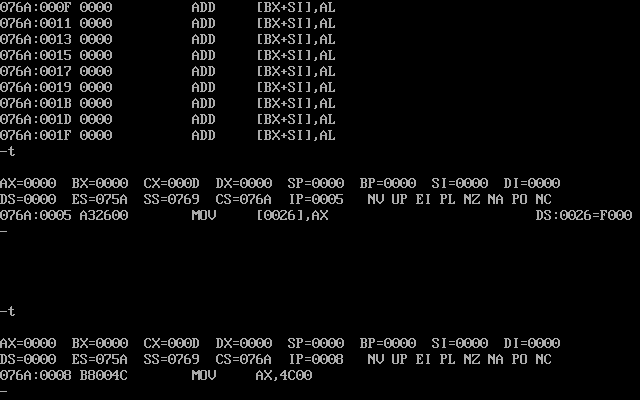 076A:000F 0000          ADD     [BX+SI],AL
076A:0011 0000          ADD     [BX+SI],AL
076A:0013 0000          ADD     [BX+SI],AL
076A:0015 0000          ADD     [BX+SI],AL
076A:0017 0000          ADD     [BX+SI],AL
076A:0019 0000          ADD     [BX+SI],AL
076A:001B 0000          ADD     [BX+SI],AL
076A:001D 0000          ADD     [BX+SI],AL
076A:001F 0000          ADD     [BX+SI],AL
-t
AX=0000  BX=0000  CX=000D  DX=0000  SP=0000  BP=0000  SI=0000  DI=0000
DS=0000  ES=075A  SS=0769  CS=076A  IP=0005   NV UP EI PL NZ NA PO NC
076A:0005 A32600        MOV     [0026],AX                          DS:0026=F000
-
-t
AX=0000  BX=0000  CX=000D  DX=0000  SP=0000  BP=0000  SI=0000  DI=0000
DS=0000  ES=075A  SS=0769  CS=076A  IP=0008   NV UP EI PL NZ NA PO NC
076A:0008 B8004C        MOV     AX,4C00
-